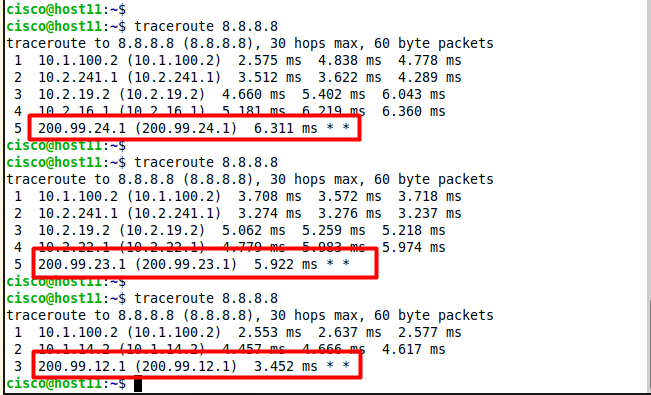 cisco@host11:~$
cisco@host11:~$ traceroute 8.8.8.8
traceroute to 8.8.8.8 (8.8.8.8), 30 hops max, 60 byte packets
 1  10.1.100.2 (10.1.100.2)  2.575 ms  4.838 ms  4.778 ms
 2  10.2.241.1 (10.2.241.1)  3.512 ms  3.622 ms  4.289 ms
 3  10.2.19.2 (10.2.19.2)  4.660 ms  5.402 ms  6.043 ms
 4  10.2.16.1 (10.2.16.1)  5.181 ms  6.219 ms  6.360 ms
 5  200.99.24.1 (200.99.24.1)  6.311 ms * *
cisco@host11:~$
cisco@host11:~$ traceroute 8.8.8.8
traceroute to 8.8.8.8 (8.8.8.8), 30 hops max, 60 byte packets
 1  10.1.100.2 (10.1.100.2)  3.708 ms  3.572 ms  3.718 ms
 2  10.2.241.1 (10.2.241.1)  3.274 ms  3.276 ms  3.237 ms
 3  10.2.19.2 (10.2.19.2)  5.062 ms  5.259 ms  5.218 ms
 4  10.2.22.1 (10.2.22.1)  4.779 ms  5.983 ms  5.974 ms
 5  200.99.23.1 (200.99.23.1)  5.922 ms * *
cisco@host11:~$
cisco@host11:~$ traceroute 8.8.8.8
traceroute to 8.8.8.8 (8.8.8.8), 30 hops max, 60 byte packets
 1  10.1.100.2 (10.1.100.2)  2.553 ms  2.637 ms  2.577 ms
 2  10.1.14.2 (10.1.14.2)  4.457 ms  4.666 ms  4.617 ms
 3  200.99.12.1 (200.99.12.1)  3.452 ms * *
cisco@host11:~$